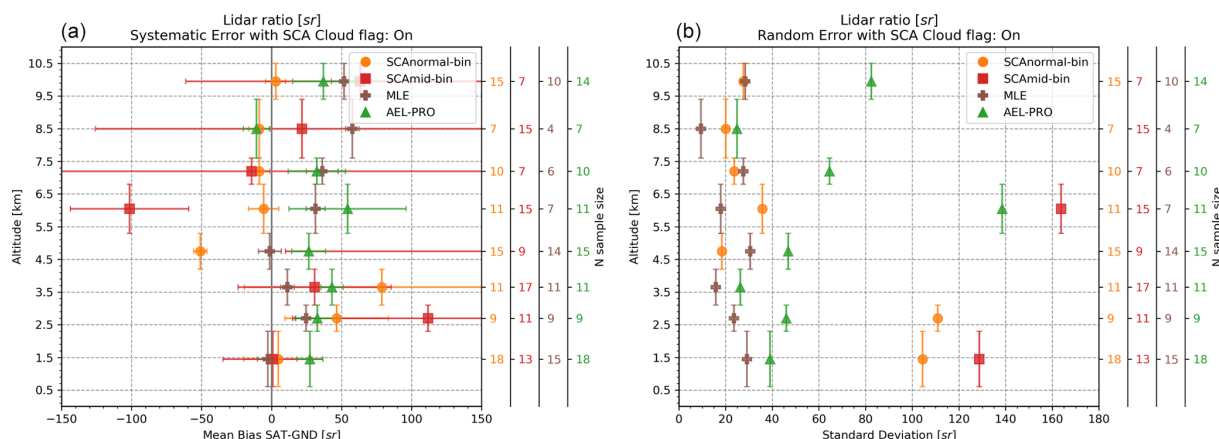 Lidar ratio [sr]
(a) Systematic Error with SCA Cloud flag: On
SCAnormal-bin
SCAmid-bin
MLE
AEL-PRO
10.5
9.5
8.5
7.5
6.5
5.5
4.5
3.5
2.5
1.5
0.5
Altitude [km]
15 7 10 14
7 15 4 7
10 7 6 10
11 15 7 11
15 9 14 15
11 17 11 11
9 11 9 9
18 13 15 18
N sample size
−150 −100 −50 0 50 100 150
Mean Bias SAT-GND [sr]
Lidar ratio [sr]
(b) Random Error with SCA Cloud flag: On
SCAnormal-bin
SCAmid-bin
MLE
AEL-PRO
10.5
9.5
8.5
7.5
6.5
5.5
4.5
3.5
2.5
1.5
0.5
Altitude [km]
15 7 10 14
7 15 4 7
10 7 6 10
11 15 7 11
15 9 14 15
11 17 11 11
9 11 9 9
18 13 15 18
N sample size
0 20 40 60 80 100 120 140 160 180
Standard Deviation [sr]